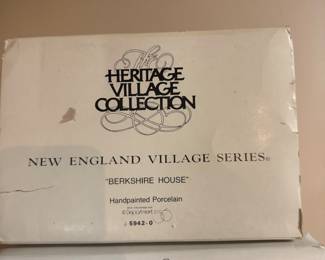 The
HERITAGE
VILLAGE
COLLECTION
NEW ENGLAND VILLAGE SERIES®
"BERKSHIRE HOUSE"
Handpainted Porcelain
5942-0